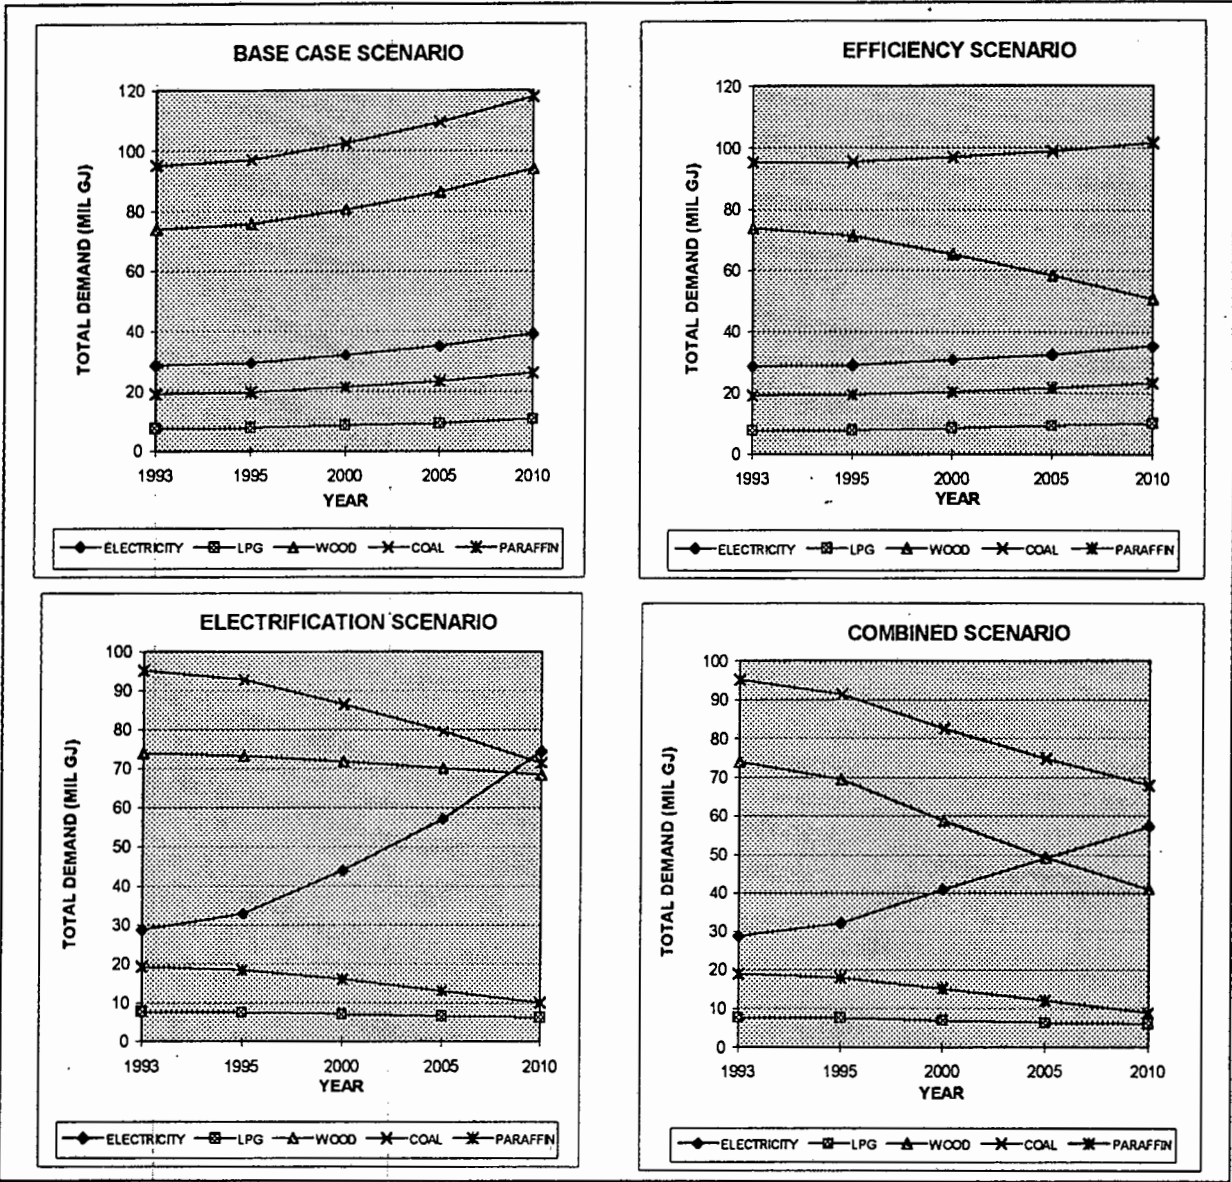 BASE CASE SCENARIO
TOTAL DEMAND (MIL GJ)
120
100
80
60
40
20
0
1993 1995 2000 2005 2010
YEAR
ELECTRICITY LPG WOOD COAL PARAFFIN
EFFICIENCY SCENARIO
TOTAL DEMAND (MIL GJ)
120
100
80
60
40
20
0
1993 1995 2000 2005 2010
YEAR
ELECTRICITY LPG WOOD COAL PARAFFIN
ELECTRIFICATION SCENARIO
TOTAL DEMAND (MIL GJ)
100
90
80
70
60
50
40
30
20
10
0
1993 1995 2000 2005 2010
YEAR
ELECTRICITY LPG WOOD COAL PARAFFIN
COMBINED SCENARIO
TOTAL DEMAND (MIL GJ)
100
90
80
70
60
50
40
30
20
10
0
1993 1995 2000 2005 2010
YEAR
ELECTRICITY LPG WOOD COAL PARAFFIN